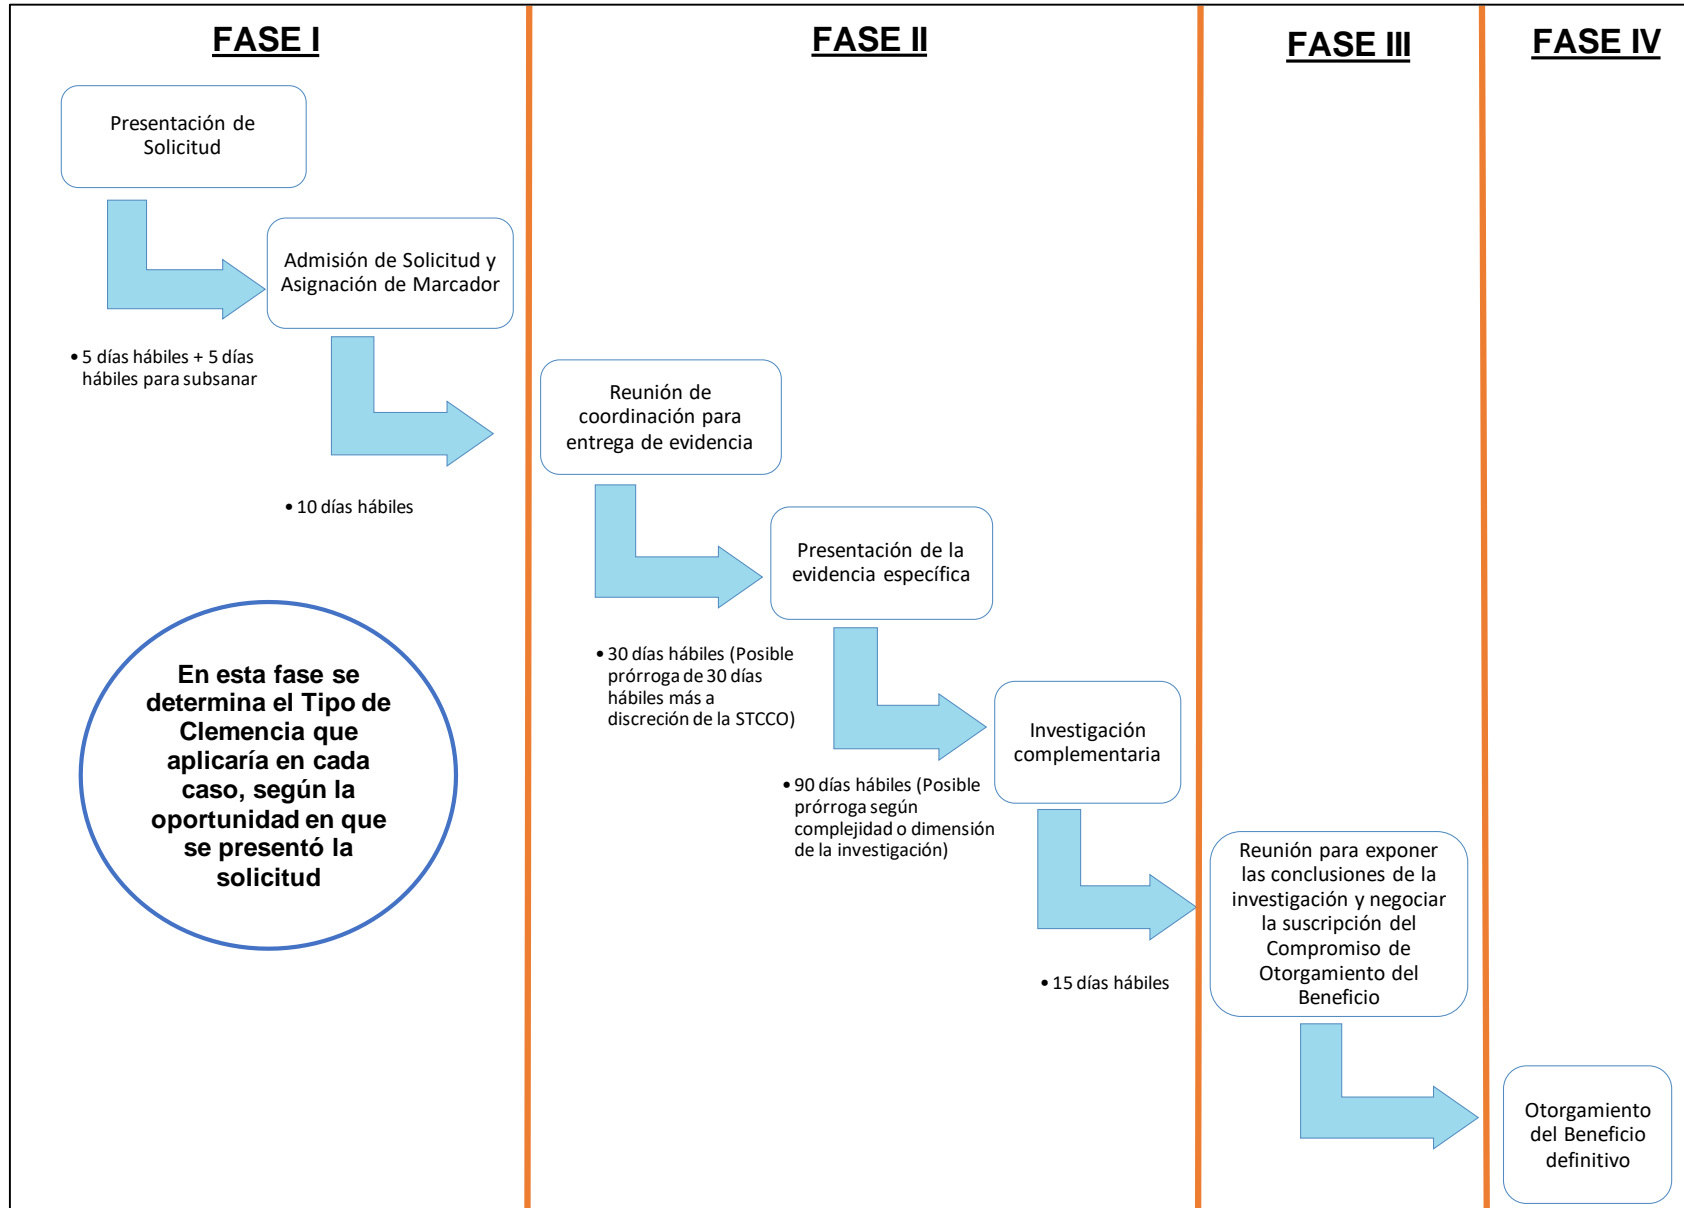 FASE I
FASE II
FASE III
FASE IV
Presentación de
Solicitud
Admisión de Solicitud y
Asignación de Marcador
• 5 días hábiles + 5 días
hábiles para subsanar
• 10 días hábiles
En esta fase se
determina el Tipo de
Clemencia que
aplicaría en cada
caso, según la
oportunidad en que
se presentó la
solicitud
Reunión de
coordinación para
entrega de evidencia
Presentación de la
evidencia específica
• 30 días hábiles (Posible
prórroga de 30 días
hábiles más a
discreción de la STCCO)
Investigación
complementaria
• 90 días hábiles (Posible
prórroga según
complejidad o dimensión
de la investigación)
• 15 días hábiles
Reunión para exponer
las conclusiones de la
investigación y negociar
la suscripción del
Compromiso de
Otorgamiento del
Beneficio
Otorgamiento
del Beneficio
definitivo